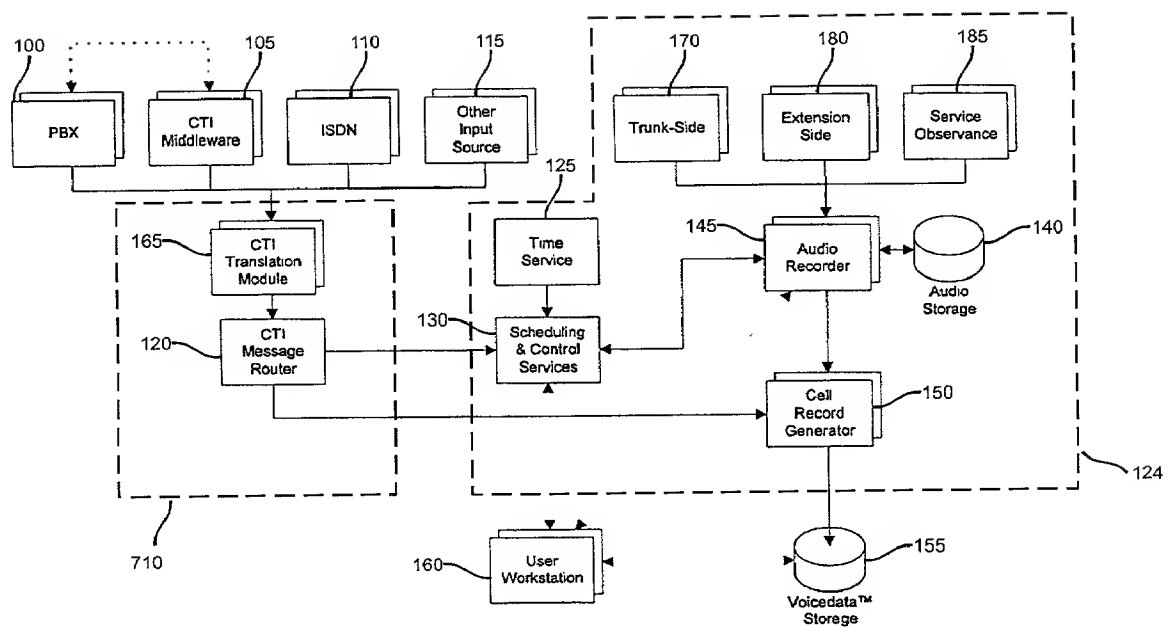 100
105
110
115
170
180
185
PBX
CTI
Middleware
ISDN
Other
Input
Source
Trunk-Side
Extension
Side
Service
Observance
125
165
CTI
Translation
Module
Time
Service
145
Audio
Recorder
140
Audio
Storage
120
CTI
Message
Router
130
Scheduling
& Control
Services
Cell
Record
Generator
150
124
710
160
User
Workstation
155
Voicedata™
Storege